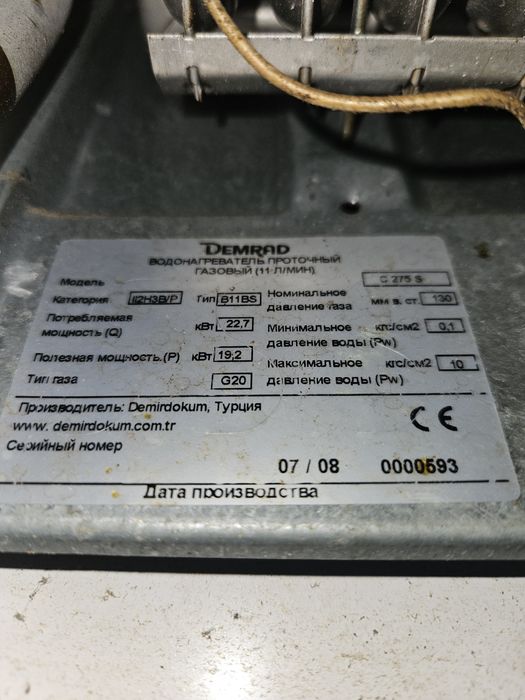 DEMRAD
ВОДОНАГРЕВАТЕЛЬ ПРОТОЧНЫЙ
ГАЗОВЫЙ (11 Л/МИН)
Модель C 275 S
Категория II2H3B/P Тип B11BS Номинальное давление газа мм в. ст. 130
Потребляемая мощность (Q) кВт 22,7 Минимальное давление воды (Pw) кгс/см2 0,1
Полезная мощность.(P) кВт 19,2 Максимальное давление воды (Pw) кгс/см2 10
Тип газа G20
Производитель: Demirdokum, Турция
www. demirdokum.com.tr
CE
Серийный номер
07 / 08 0000593
Дата производства